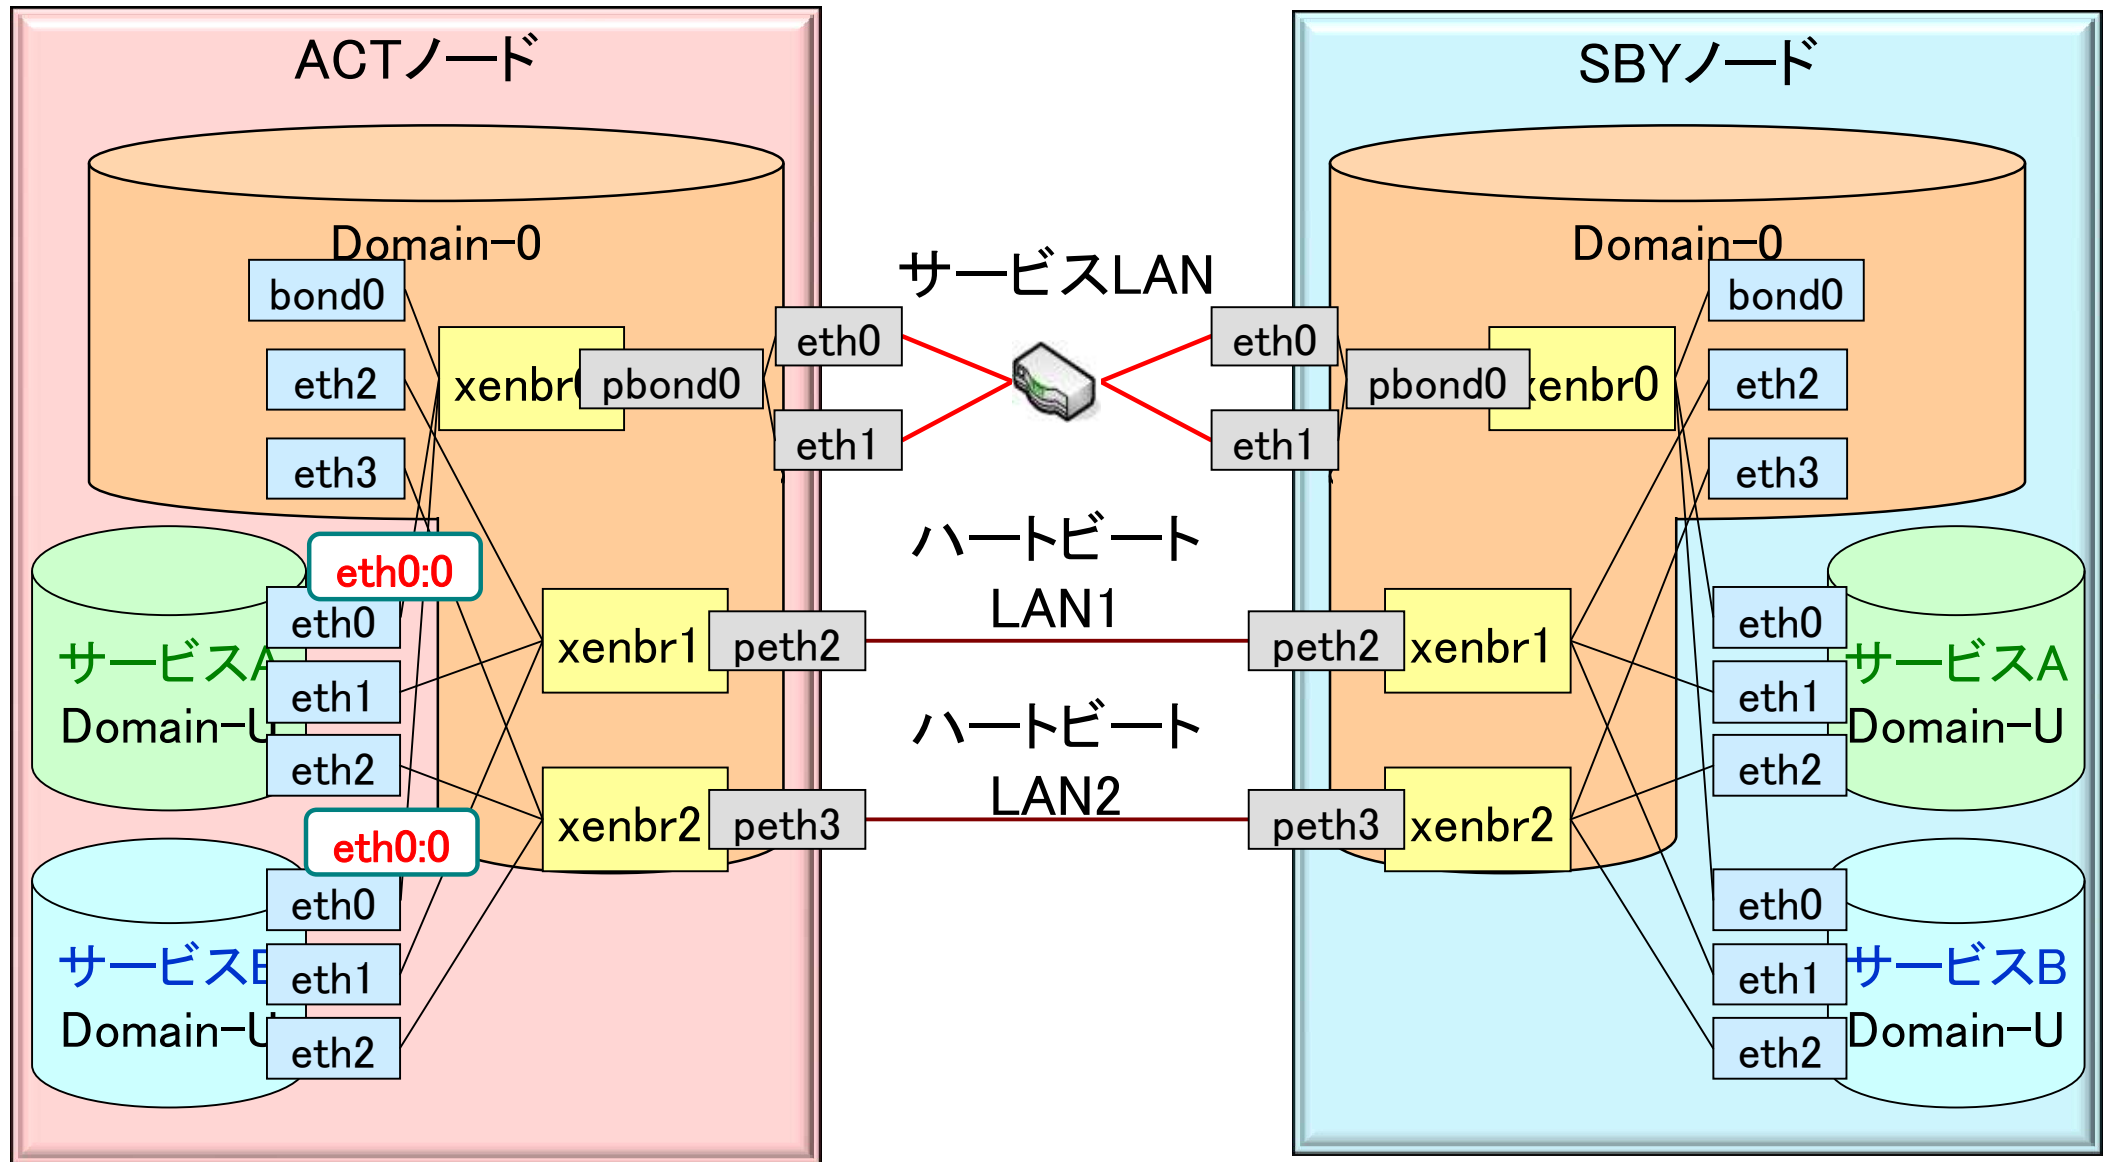 ACTノード
Domain-0
bond0
eth2
eth3
xenbr0
pbond0
eth0
eth1
eth0:0
サービスA
Domain-U
eth0
eth1
eth2
xenbr1
peth2
xenbr2
peth3
eth0:0
サービスB
Domain-U
eth0
eth1
eth2
サービスLAN
ハートビート
LAN1
ハートビート
LAN2
SBYノード
Domain-0
eth0
eth1
pbond0
xenbr0
bond0
eth2
eth3
peth2
xenbr1
peth3
xenbr2
eth0
eth1
eth2
サービスA
Domain-U
eth0
eth1
eth2
サービスB
Domain-U